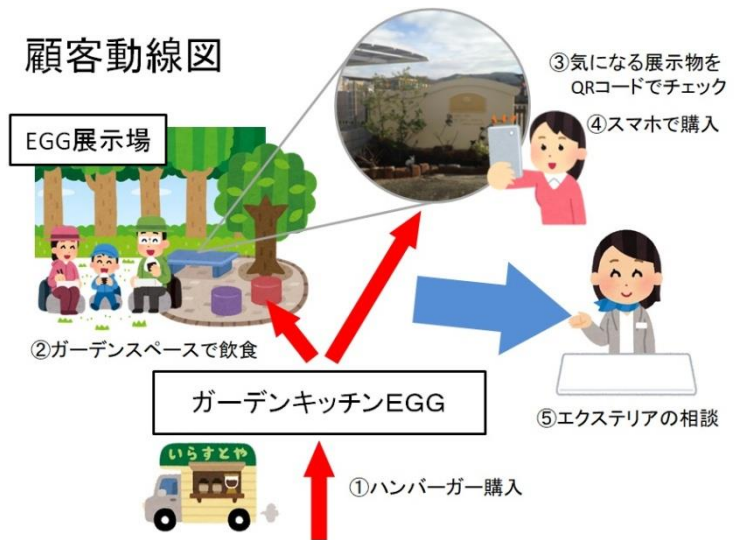 顧客動線図
EGG展示場
③気になる展示物を
QRコードでチェック
④スマホで購入
②ガーデンスペースで飲食
ガーデンキッチンEGG
⑤エクステリアの相談
いらすとや
①ハンバーガー購入